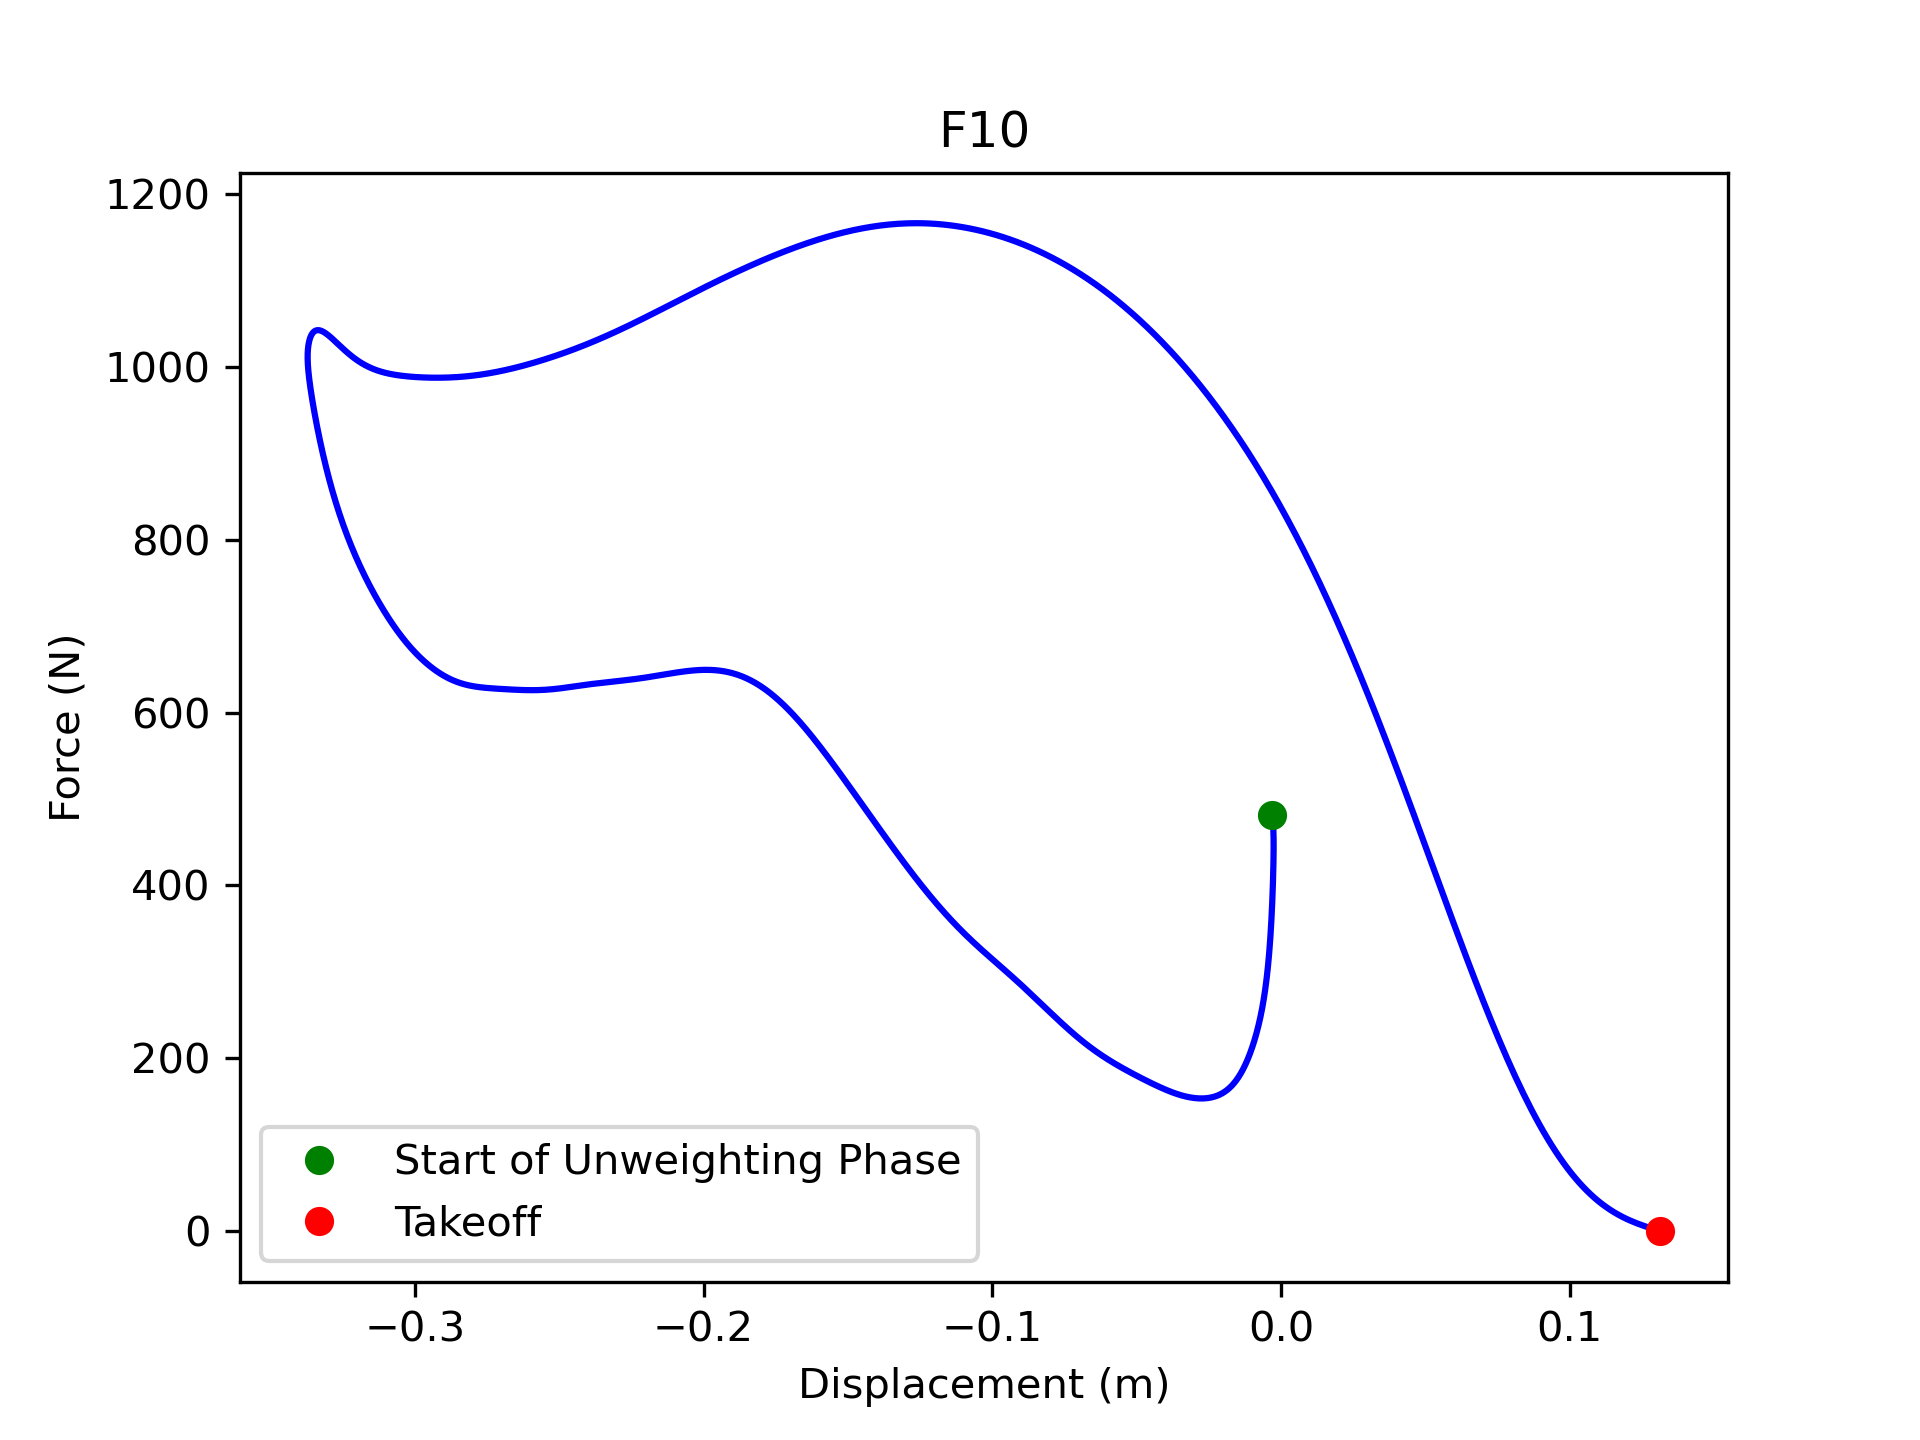 F10
1200
1000
800
600
400
200
0
Force (N)
Start of Unweighting Phase
Takeoff
−0.3 −0.2 −0.1 0.0 0.1
Displacement (m)